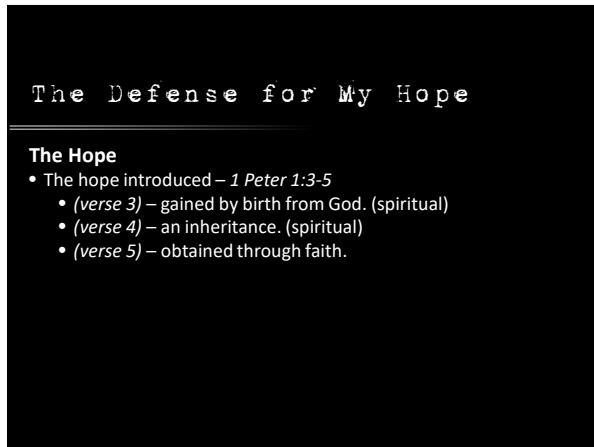 The Defense for My Hope
The Hope
• The hope introduced – 1 Peter 1:3-5
• (verse 3) – gained by birth from God. (spiritual)
• (verse 4) – an inheritance. (spiritual)
• (verse 5) – obtained through faith.